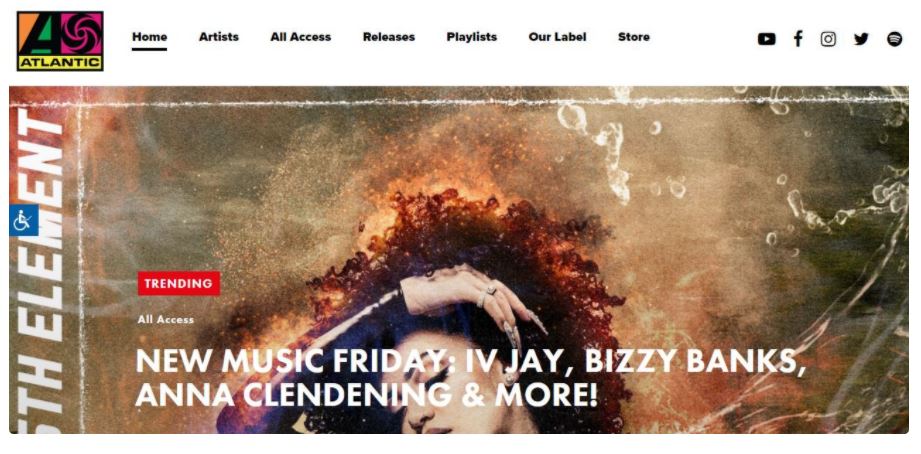 ATLANTIC
Home Artists All Access Releases Playlists Our Label Store
5TH ELEMENT
TRENDING
All Access
NEW MUSIC FRIDAY: IV JAY, BIZZY BANKS,
ANNA CLENDENING & MORE!